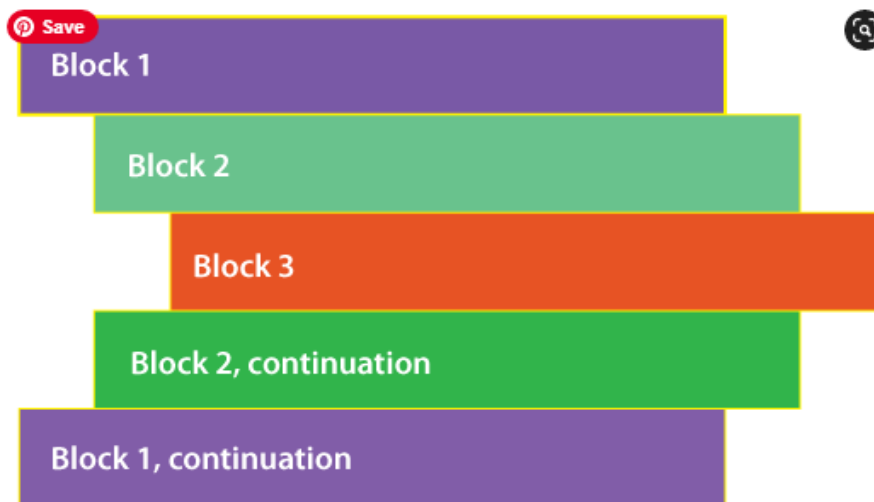 Save
Block 1
Block 2
Block 3
Block 2, continuation
Block 1, continuation